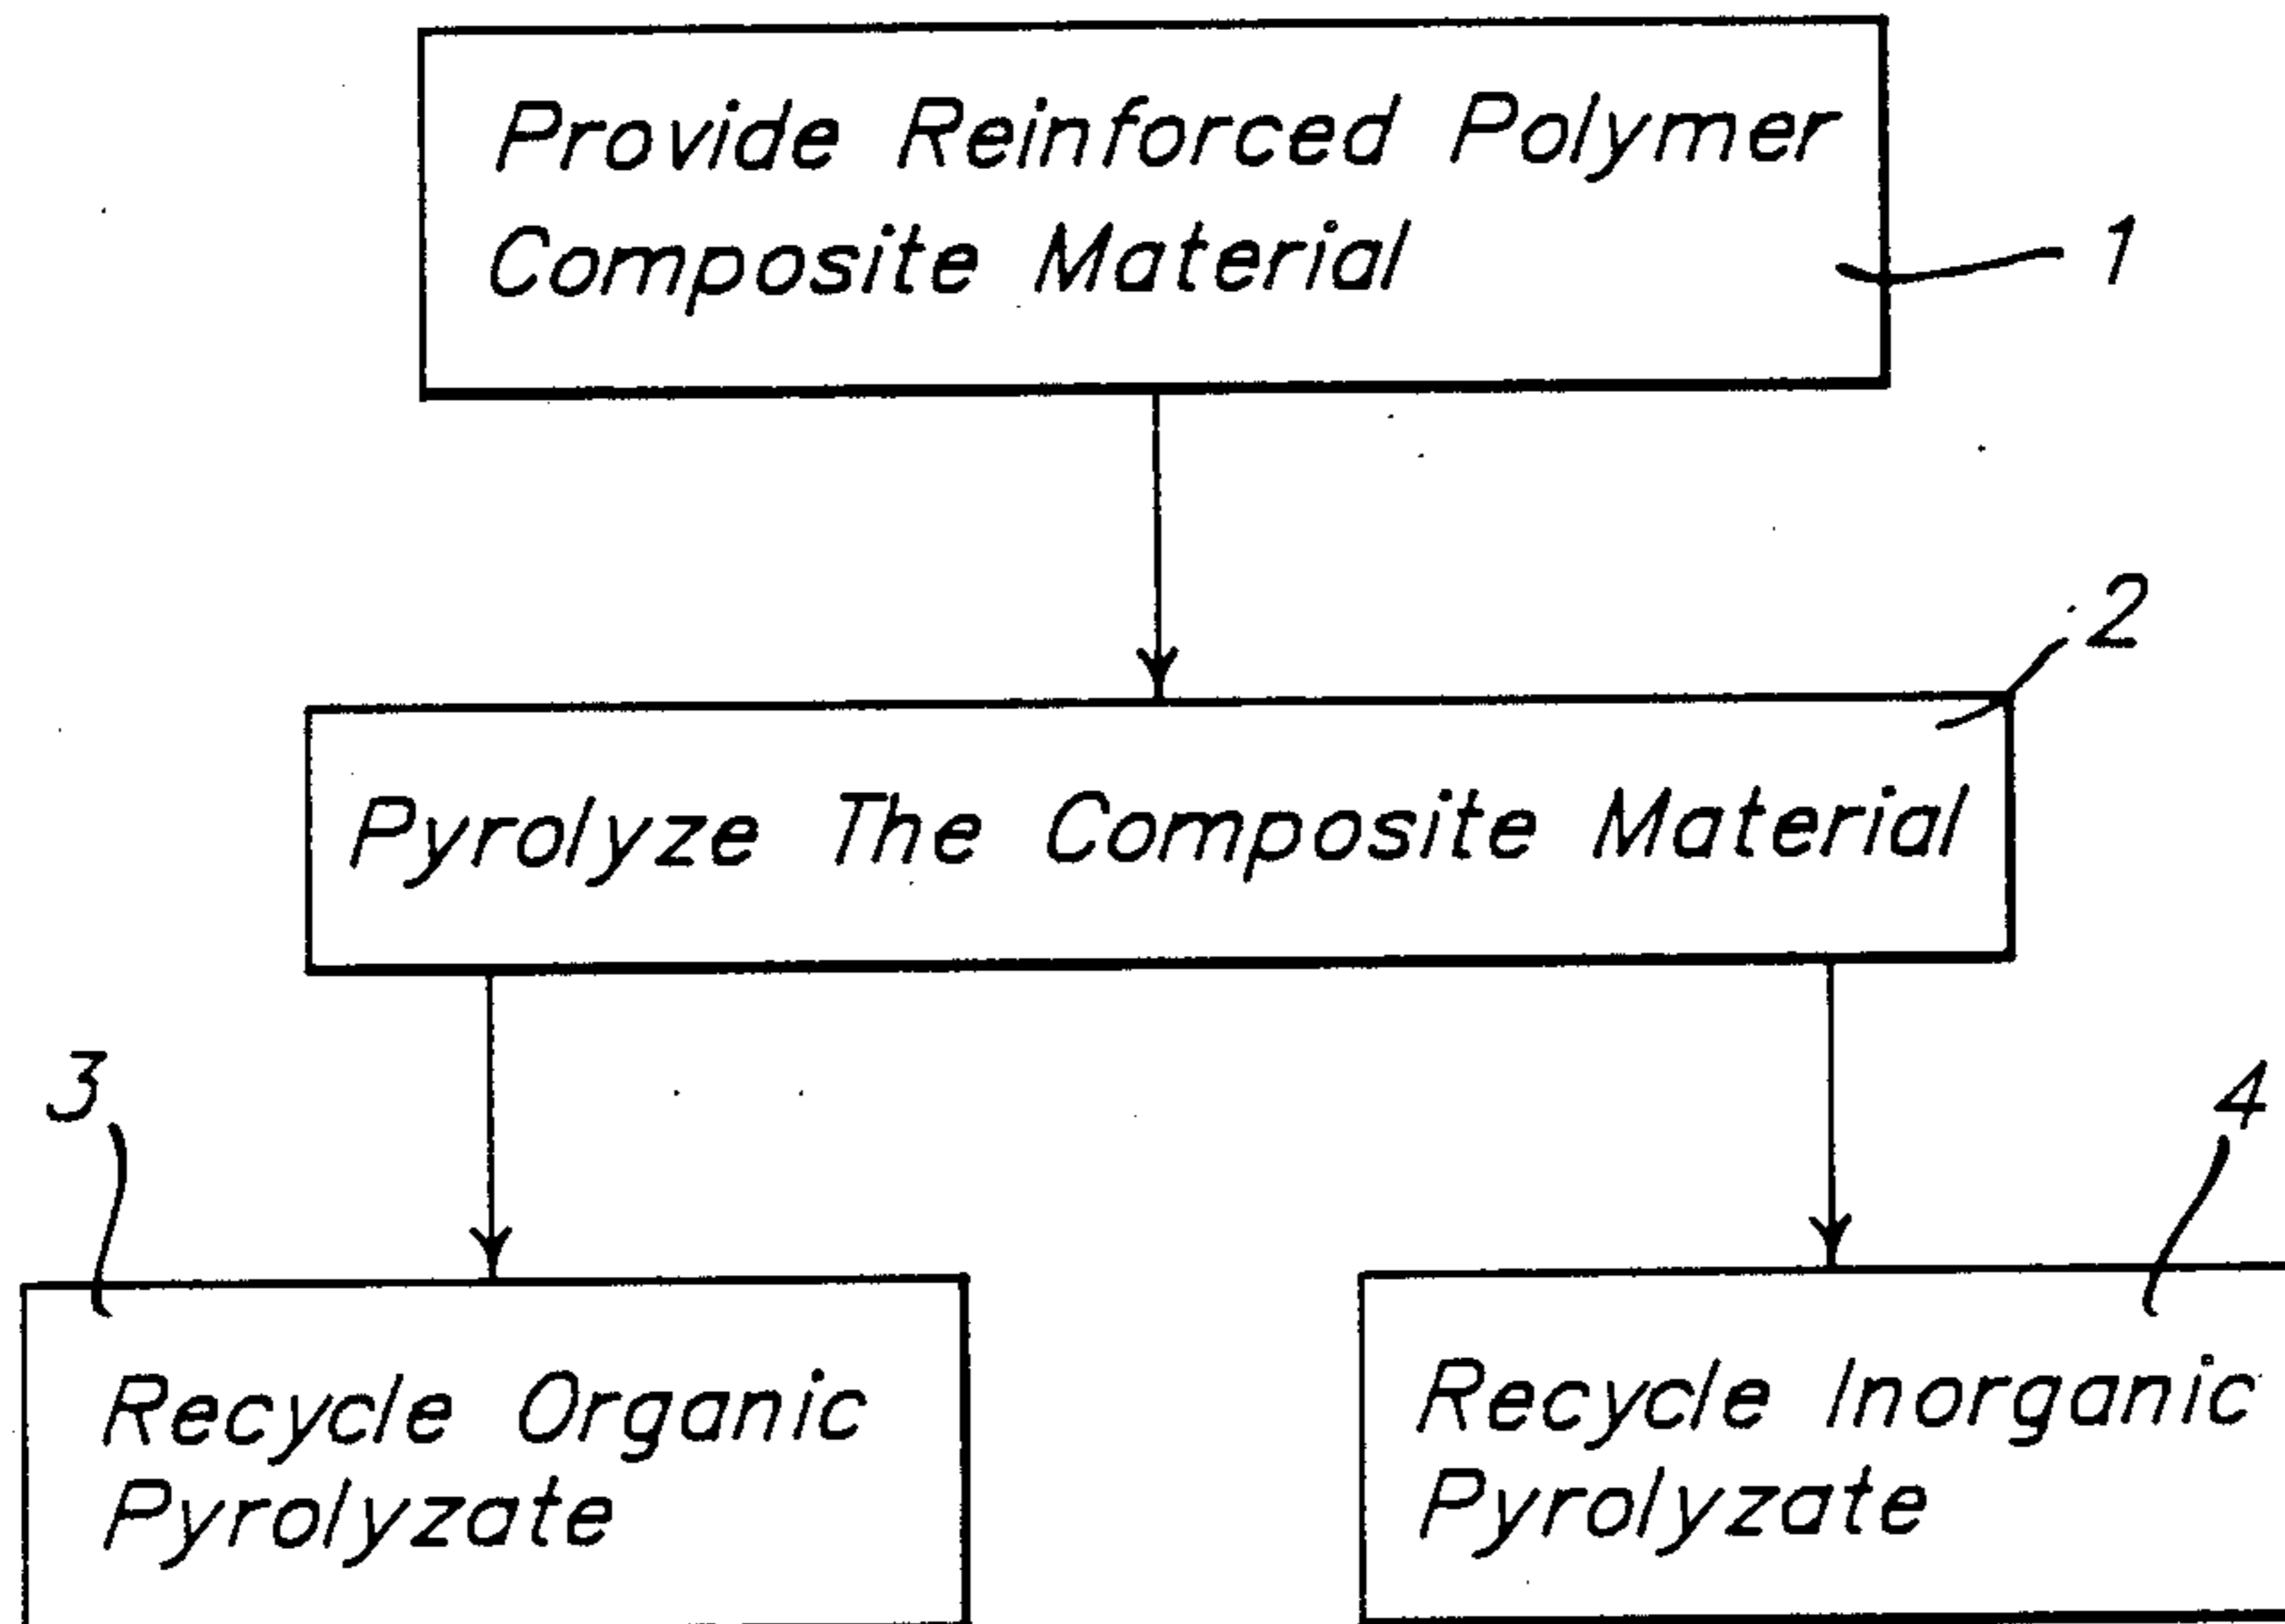 Provide Reinforced Polymer
Composite Material
1
2
Pyrolyze The Composite Material
3
4
Recycle Organic
Pyrolyzate
Recycle Inorganic
Pyrolyzate